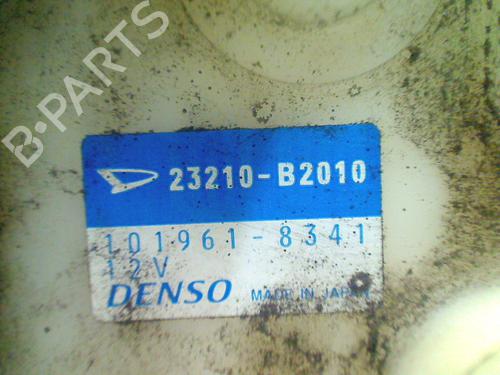 B-PARTS
23210-B2010
101961-8341
12V
DENSO MADE IN JAPAN